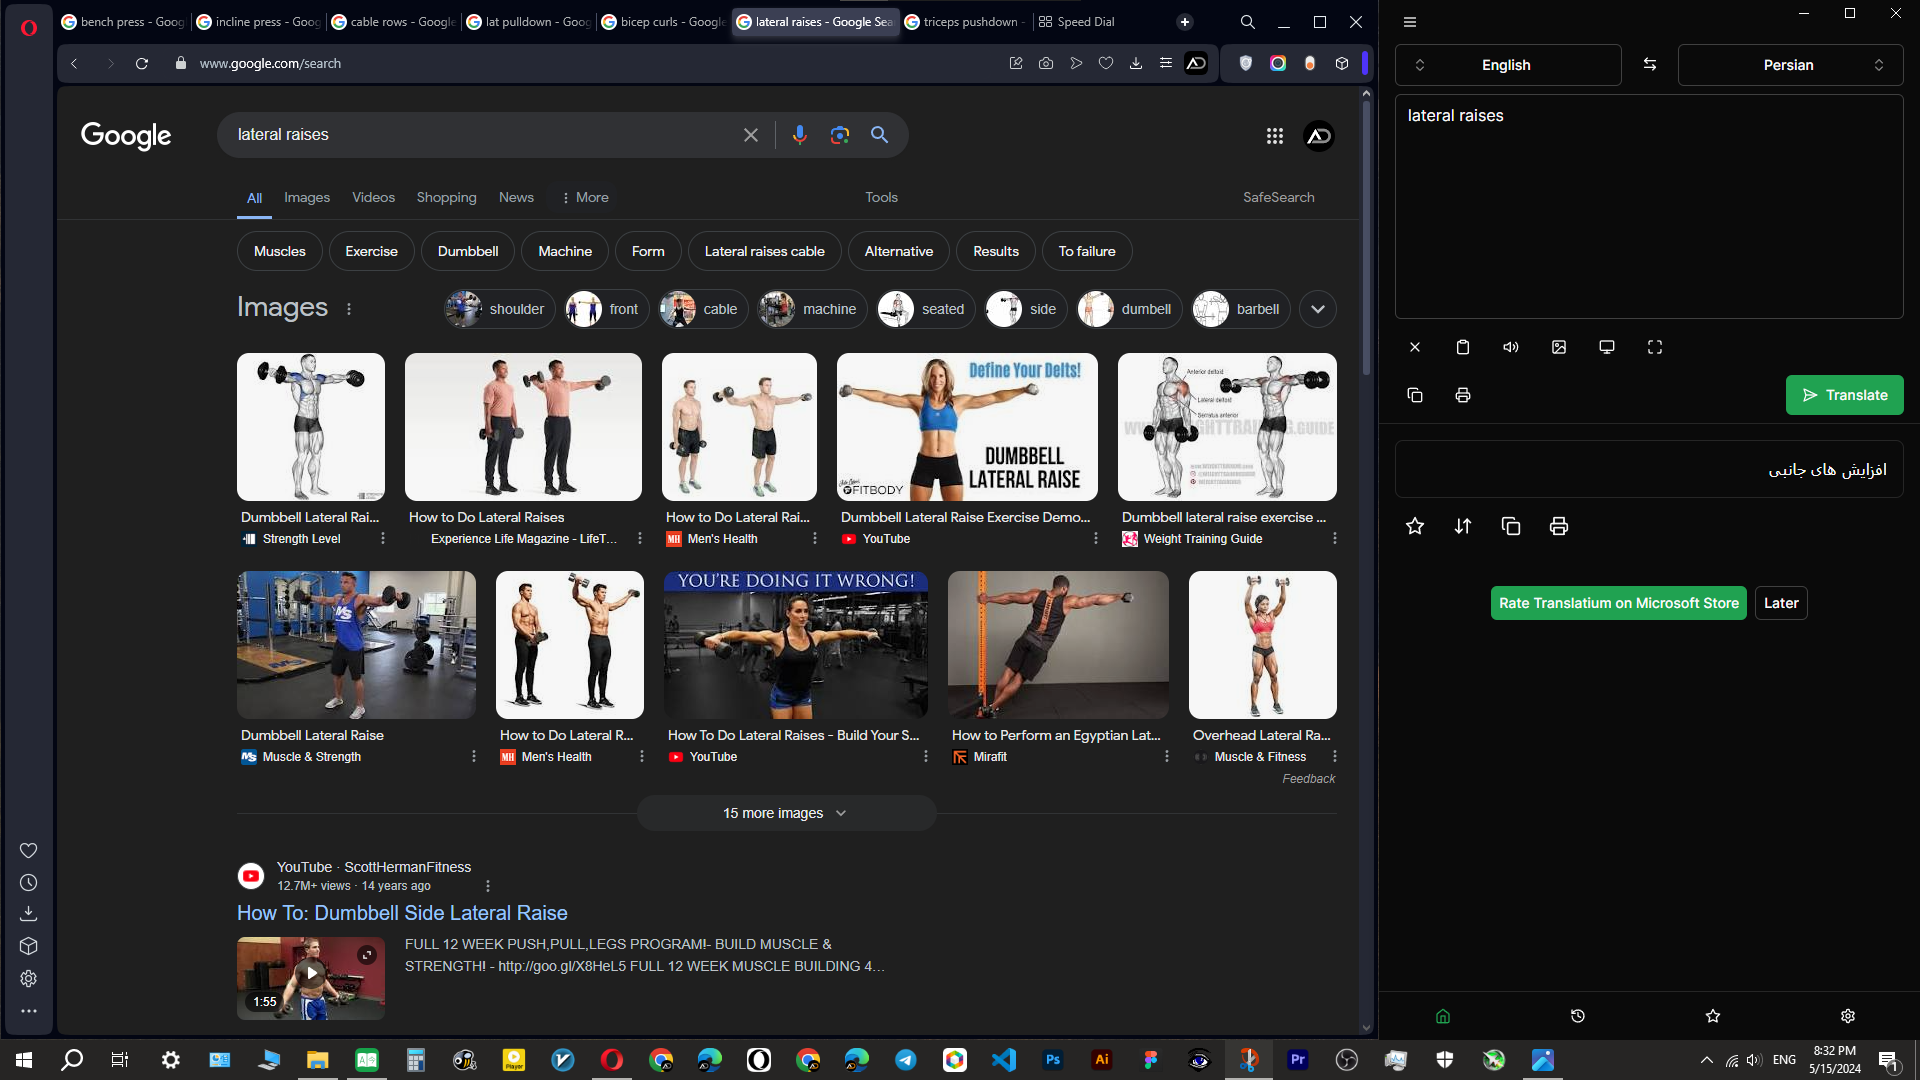 bench press - Goog
incline press - Goog
cable rows - Google
lat pulldown - Goog
bicep curls - Google
lateral raises - Google Sea
triceps pushdown -
Speed Dial
www.google.com/search
Google
lateral raises
All
Images
Videos
Shopping
News
More
Tools
SafeSearch
Muscles
Exercise
Dumbbell
Machine
Form
Lateral raises cable
Alternative
Results
To failure
Images
shoulder
front
cable
machine
seated
side
dumbell
barbell
Define Your Delts!
DUMBBELL
LATERAL RAISE
FITBODY
Anterior deltoid
Lateral deltoid
Serratus anterior
Dumbbell Lateral Rai...
Strength Level
How to Do Lateral Raises
Experience Life Magazine - LifeT...
How to Do Lateral Rai...
MH Men's Health
Dumbbell Lateral Raise Exercise Demo...
YouTube
Dumbbell lateral raise exercise ...
Weight Training Guide
YOU'RE DOING IT WRONG!
Dumbbell Lateral Raise
Muscle & Strength
How to Do Lateral R...
MH Men's Health
How To Do Lateral Raises - Build Your S...
YouTube
How to Perform an Egyptian Lat...
Mirafit
Overhead Lateral Ra...
Muscle & Fitness
Feedback
15 more images
YouTube · ScottHermanFitness
12.7M+ views · 14 years ago
How To: Dumbbell Side Lateral Raise
FULL 12 WEEK PUSH,PULL,LEGS PROGRAM!- BUILD MUSCLE &
STRENGTH! - http://goo.gl/X8HeL5 FULL 12 WEEK MUSCLE BUILDING 4...
1:55
English
Persian
lateral raises
Translate
افزایش های جانبی
Rate Translatium on Microsoft Store
Later
Player
Ps
Ai
Pr
ENG
8:32 PM
5/15/2024
1